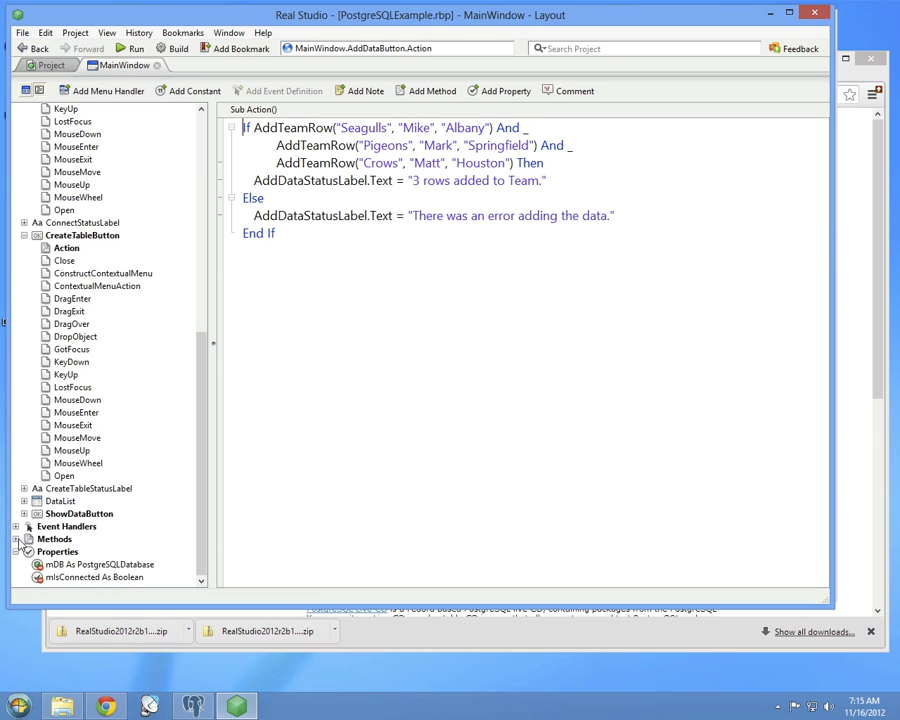 Real Studio - [PostgreSQLExample.rbp] - MainWindow - Layout
File Edit Project View History Bookmarks Window Help
Back Forward Run Build Add Bookmark MainWindow.AddDataButton.Action Search Project Feedback
Project MainWindow
Add Menu Handler Add Constant Add Event Definition Add Note Add Method Add Property Comment
Sub Action()
If AddTeamRow("Seagulls", "Mike", "Albany") And _
AddTeamRow("Pigeons", "Mark", "Springfield") And _
AddTeamRow("Crows", "Matt", "Houston") Then
AddDataStatusLabel.Text = "3 rows added to Team."
Else
AddDataStatusLabel.Text = "There was an error adding the data."
End If
KeyUp
LostFocus
MouseDown
MouseEnter
MouseExit
MouseMove
MouseUp
MouseWheel
Open
ConnectStatusLabel
CreateTableButton
Action
Close
ConstructContextualMenu
ContextualMenuAction
DragEnter
DragExit
DragOver
DropObject
GotFocus
KeyDown
KeyUp
LostFocus
MouseDown
MouseEnter
MouseExit
MouseMove
MouseUp
MouseWheel
Open
CreateTableStatusLabel
DataList
ShowDataButton
Event Handlers
Methods
Properties
mDB As PostgreSQLDatabase
mIsConnected As Boolean
RealStudio2012r2b1....zip RealStudio2012r2b1....zip Show all downloads...
7:15 AM
11/16/2012